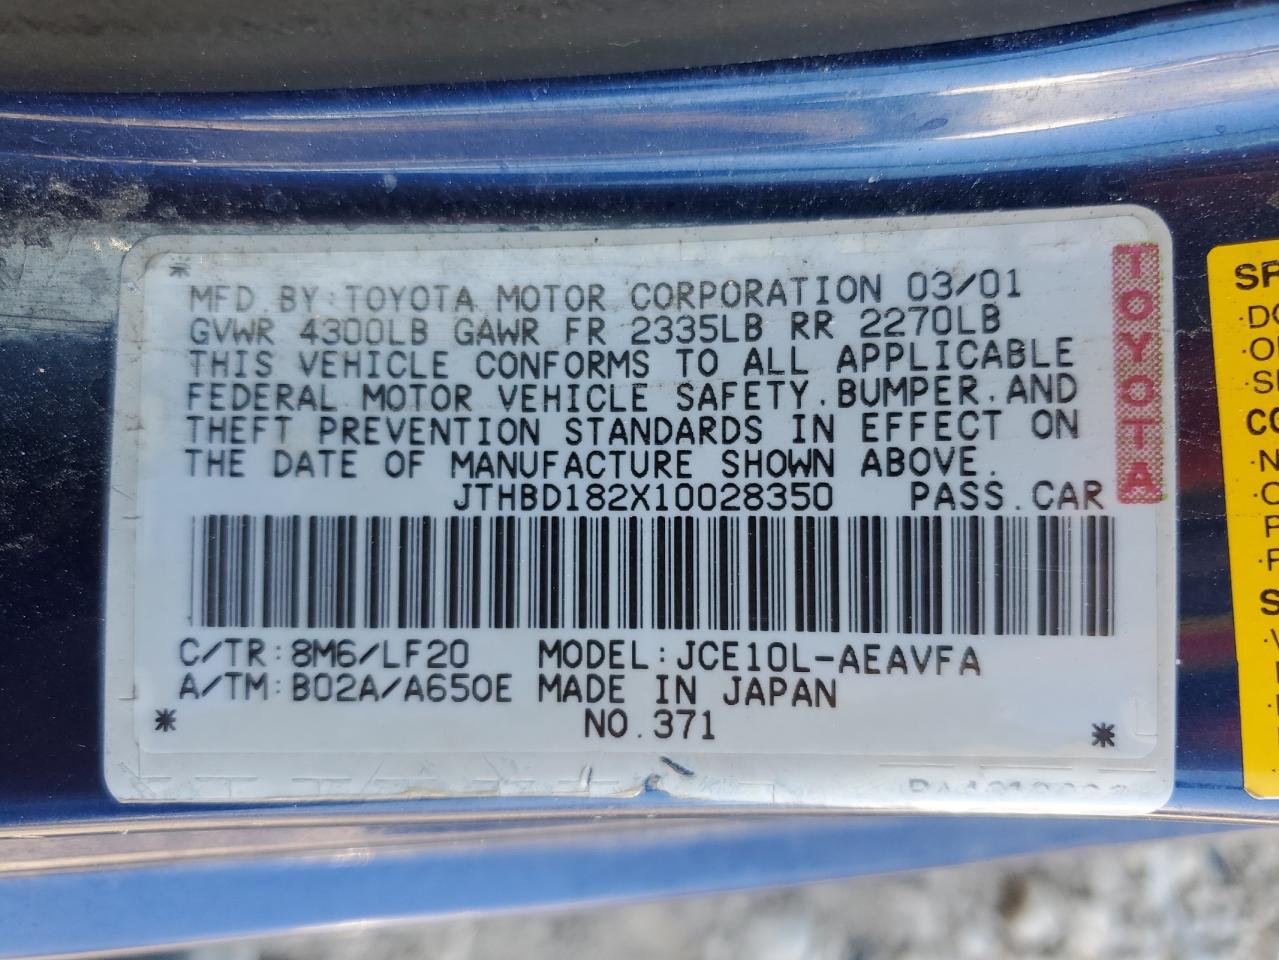 MFD. BY: TOYOTA MOTOR CORPORATION 03/01
GVWR 4300LB GAWR FR 2335LB RR 2270LB
THIS VEHICLE CONFORMS TO ALL APPLICABLE
FEDERAL MOTOR VEHICLE SAFETY, BUMPER, AND
THEFT PREVENTION STANDARDS IN EFFECT ON
THE DATE OF MANUFACTURE SHOWN ABOVE.
JTHBD182X10028350 PASS. CAR
C/TR: 8M6/LF20 MODEL: JCE10L-AEAVFA
A/TM: B02A/A650E MADE IN JAPAN
NO. 371
TOYOTA